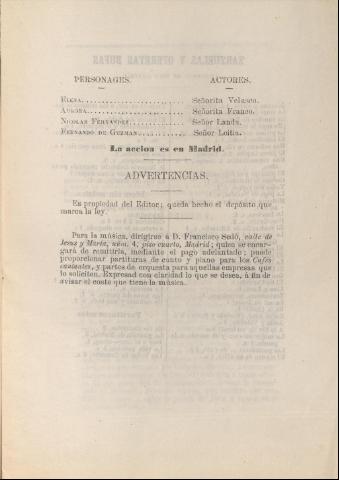 PERSONAGES. ACTORES.
ELENA........................ Señorita Velasco.
AURORA....................... Señorita Franco.
NICOLAS FERNANDEZ............ Señor Landa.
FERNANDO DE GUZMAN........... Señor Loitia.
La accion es en Madrid.
ADVERTENCIAS.
Es propiedad del Editor; queda hecho el depósito que
marca la ley.
Para la música, dirigirse á D. Francisco Sedó, calle de
Jesus y María, núm. 4, piso cuarto, Madrid; quien se encar-
gará de remitirla, mediante el pago adelantado; puede
proporcionar partituras de canto y piano para los Cafés
cantantes, y partes de orquesta para aquellas empresas que
lo soliciten. Expresad con claridad lo que se desea, á fin de
avisar el coste que tiene la música.